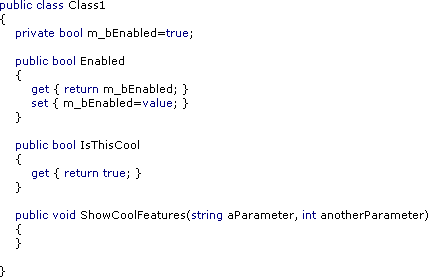 public class Class1
{
private bool m_bEnabled=true;
public bool Enabled
{
get { return m_bEnabled; }
set { m_bEnabled=value; }
}
public bool IsThisCool
{
get { return true; }
}
public void ShowCoolFeatures(string aParameter, int anotherParameter)
{
}
}